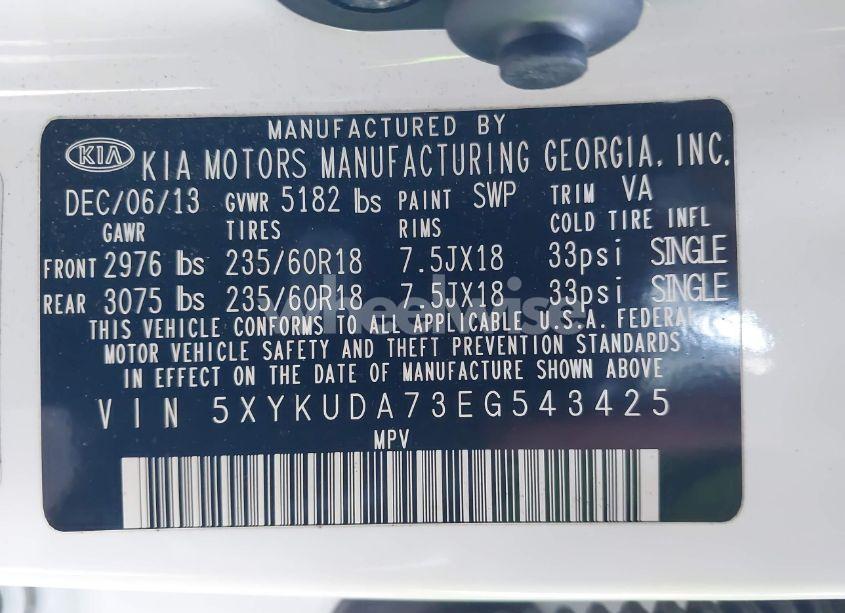 MANUFACTURED BY
KIA KIA MOTORS MANUFACTURING GEORGIA, INC.
DEC/06/13 GVWR 5182 lbs PAINT SWP TRIM VA
GAWR TIRES RIMS COLD TIRE INFL
FRONT 2976 lbs 235/60R18 7.5JX18 33psi SINGLE
REAR 3075 lbs 235/60R18 7.5JX18 33psi SINGLE
wheelwise
THIS VEHICLE CONFORMS TO ALL APPLICABLE U.S.A. FEDERAL
MOTOR VEHICLE SAFETY AND THEFT PREVENTION STANDARDS
IN EFFECT ON THE DATE OF MANUFACTURE SHOWN ABOVE
VIN 5XYKUDA73EG543425
MPV